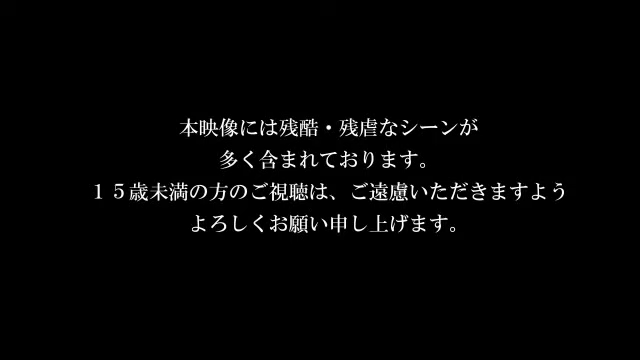 本映像には残酷・残虐なシーンが
多く含まれております。
１５歳未満の方のご視聴は、ご遠慮いただきますよう
よろしくお願い申し上げます。